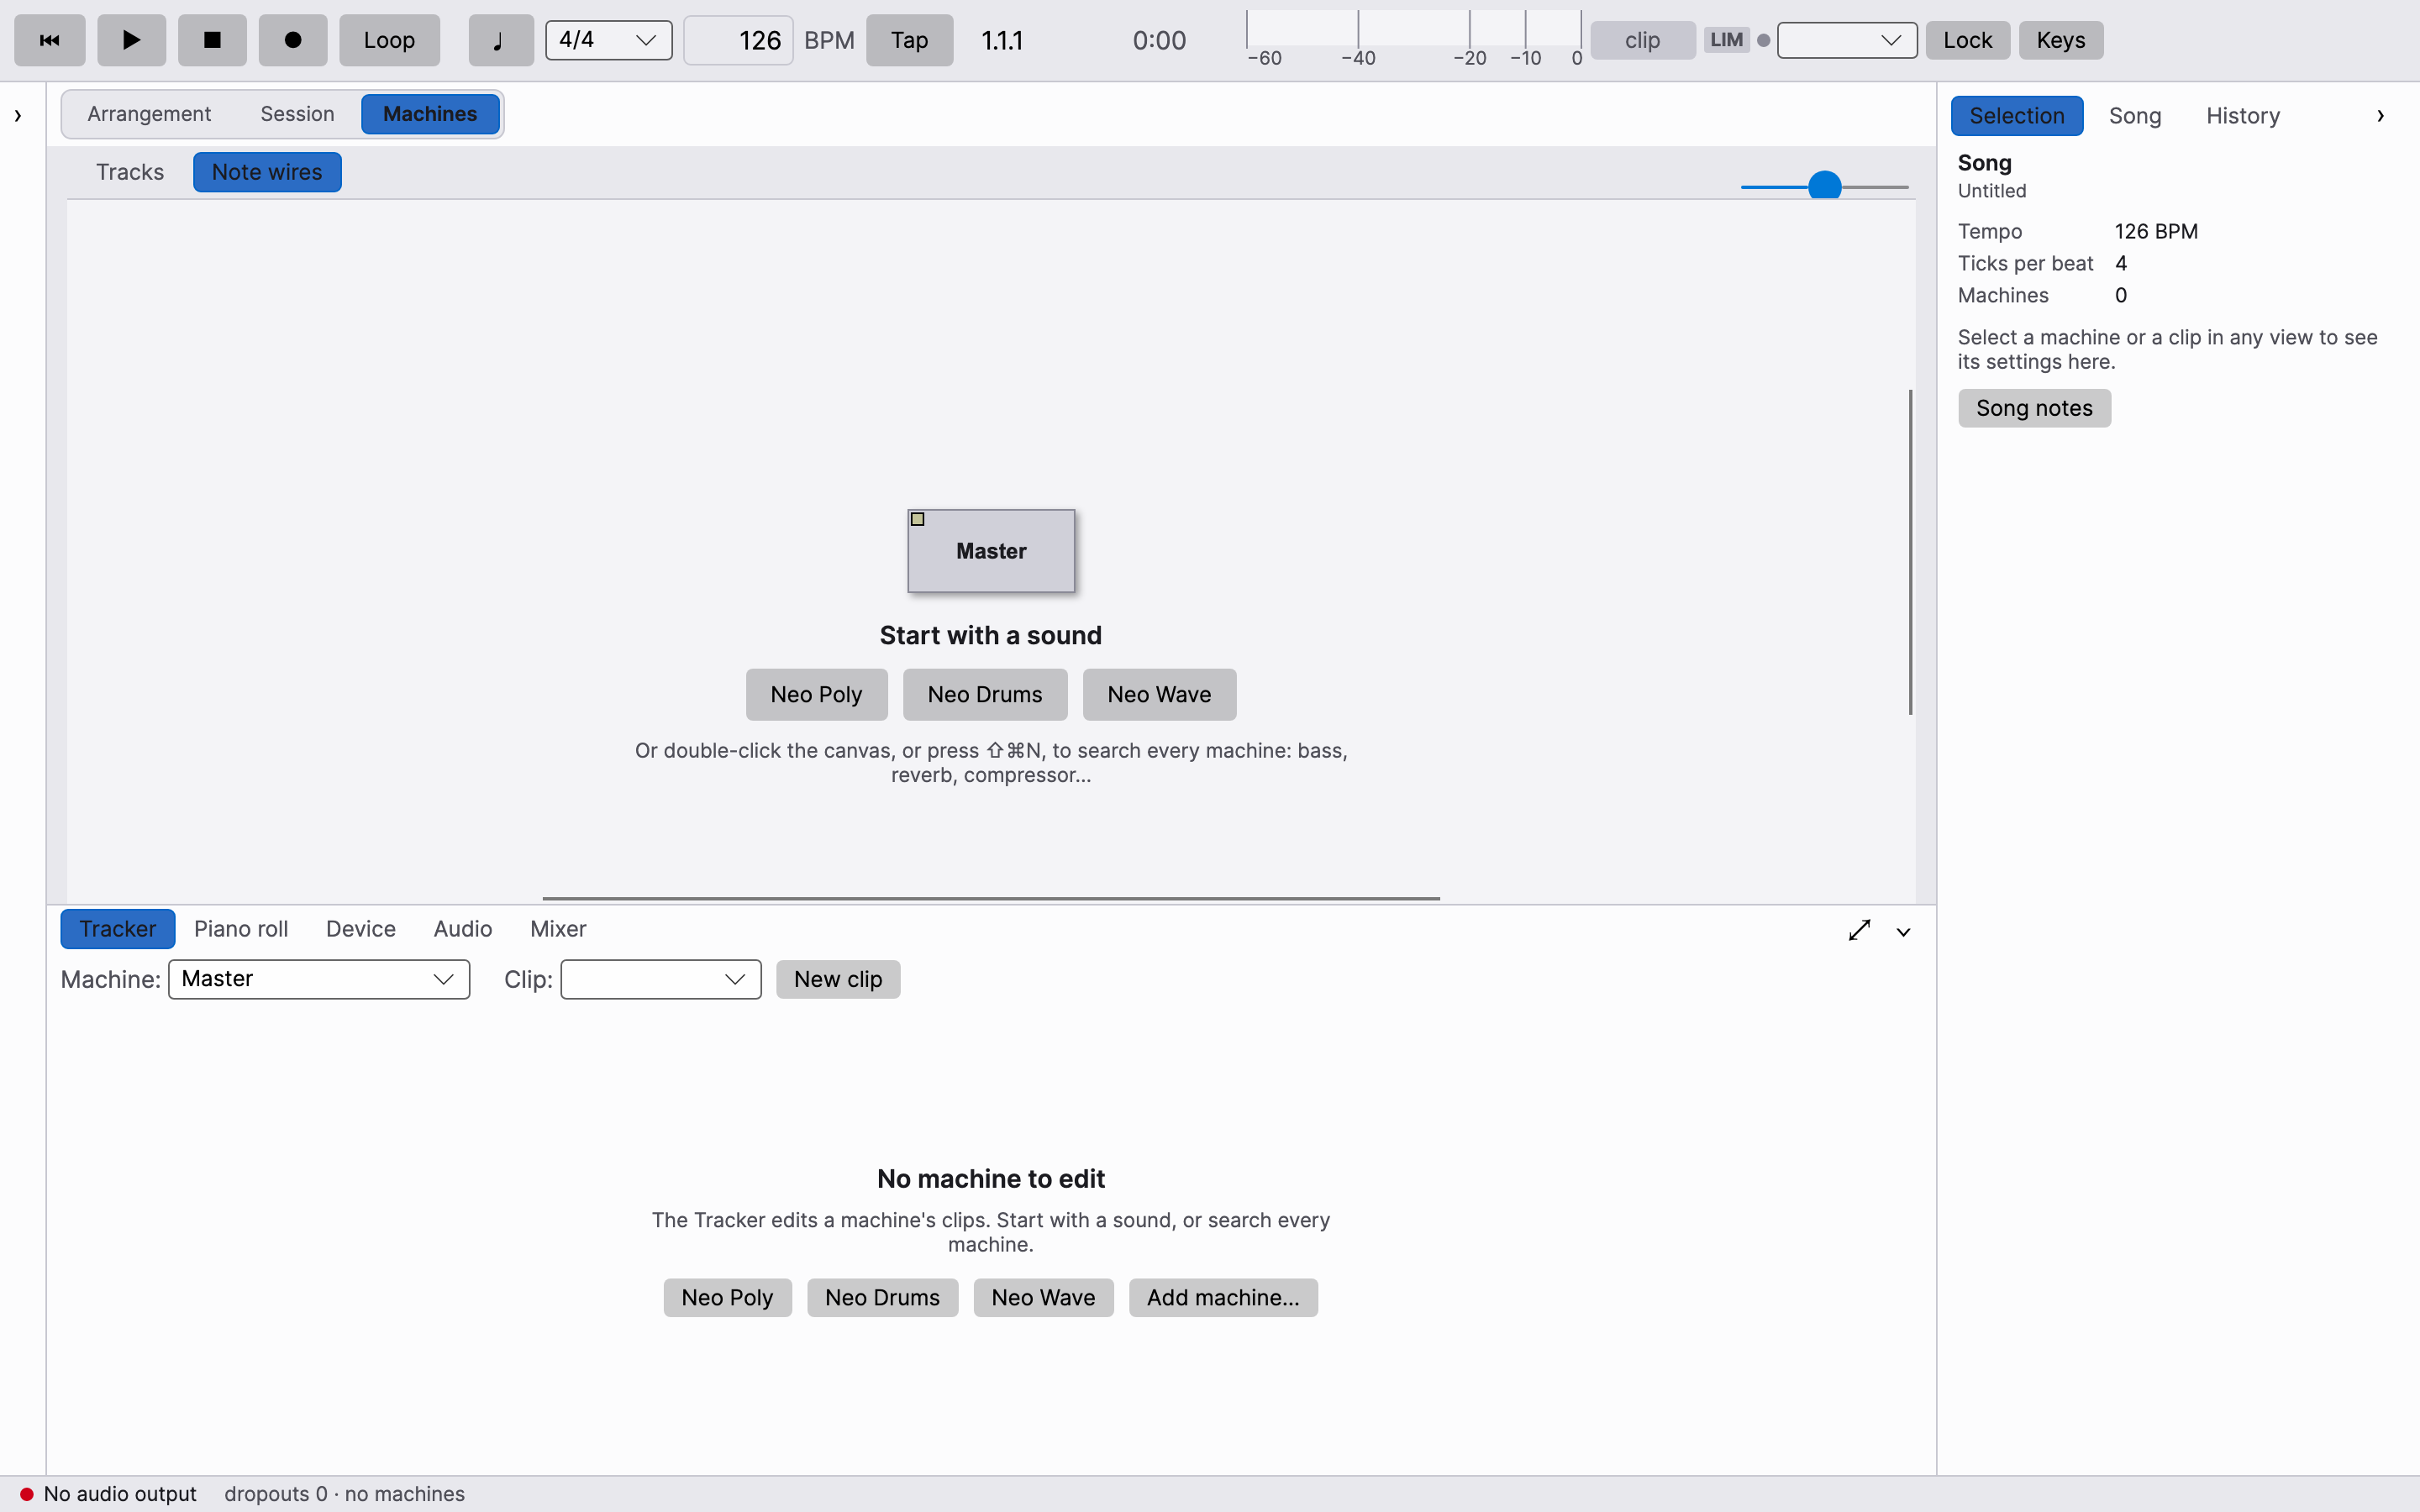 Loop
4/4
126 BPM
Tap
1.1.1
0:00
−60 −40 −20 −10 0
clip
LIM
Lock
Keys
Arrangement Session Machines
Tracks Note wires
Master
Start with a sound
Neo Poly Neo Drums Neo Wave
Or double-click the canvas, or press ⇧⌘N, to search every machine: bass,
reverb, compressor...
Selection Song History
Song
Untitled
Tempo 126 BPM
Ticks per beat 4
Machines 0
Select a machine or a clip in any view to see
its settings here.
Song notes
Tracker Piano roll Device Audio Mixer
Machine: Master Clip: New clip
No machine to edit
The Tracker edits a machine's clips. Start with a sound, or search every
machine.
Neo Poly Neo Drums Neo Wave Add machine...
No audio output dropouts 0 · no machines